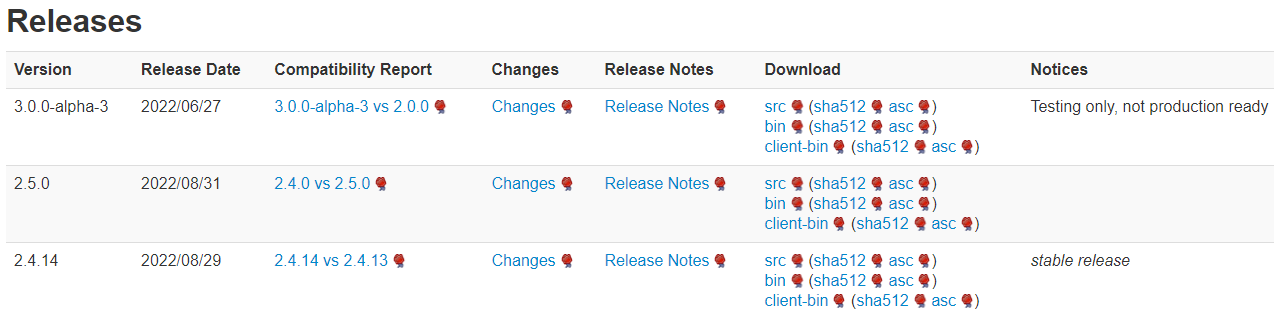 Releases
Version Release Date Compatibility Report Changes Release Notes Download Notices
3.0.0-alpha-3 2022/06/27 3.0.0-alpha-3 vs 2.0.0 Changes Release Notes src (sha512 asc) Testing only, not production ready
bin (sha512 asc)
client-bin (sha512 asc)
2.5.0 2022/08/31 2.4.0 vs 2.5.0 Changes Release Notes src (sha512 asc)
bin (sha512 asc)
client-bin (sha512 asc)
2.4.14 2022/08/29 2.4.14 vs 2.4.13 Changes Release Notes src (sha512 asc) stable release
bin (sha512 asc)
client-bin (sha512 asc)